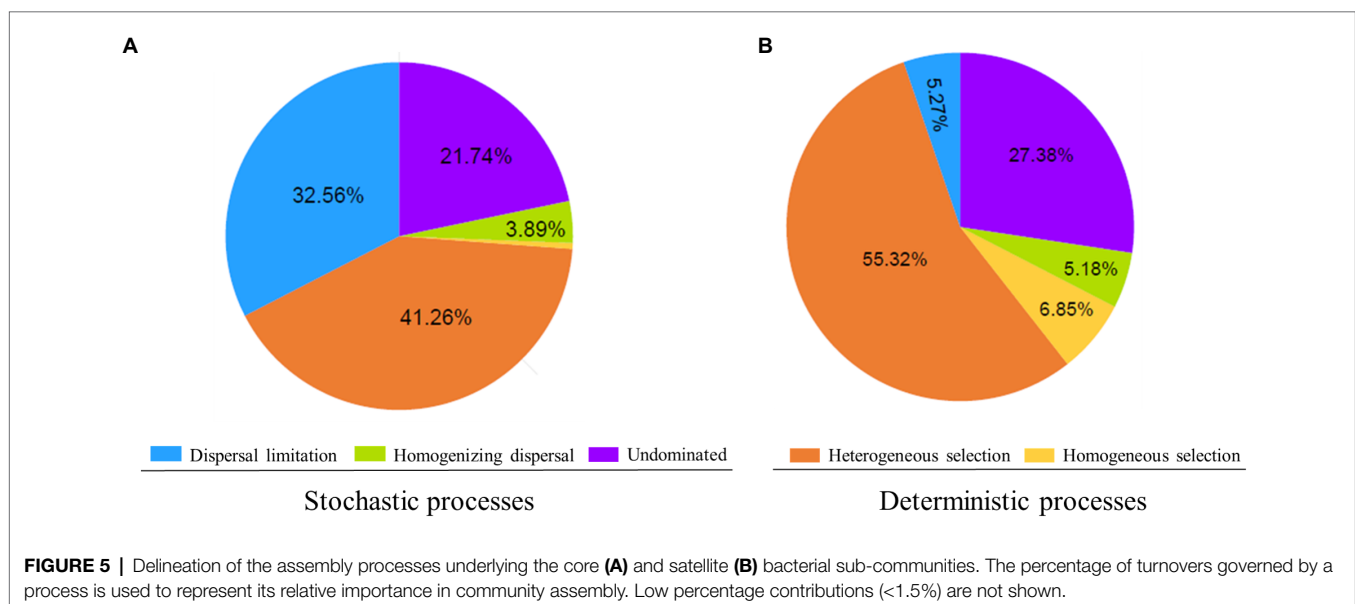 A
B
21.74%
3.89%
41.26%
32.56%
5.27%
27.38%
5.18%
6.85%
55.32%
Dispersal limitation Homogenizing dispersal Undominated
Heterogeneous selection Homogeneous selection
Stochastic processes
Deterministic processes
FIGURE 5 | Delineation of the assembly processes underlying the core (A) and satellite (B) bacterial sub-communities. The percentage of turnovers governed by a
process is used to represent its relative importance in community assembly. Low percentage contributions (<1.5%) are not shown.